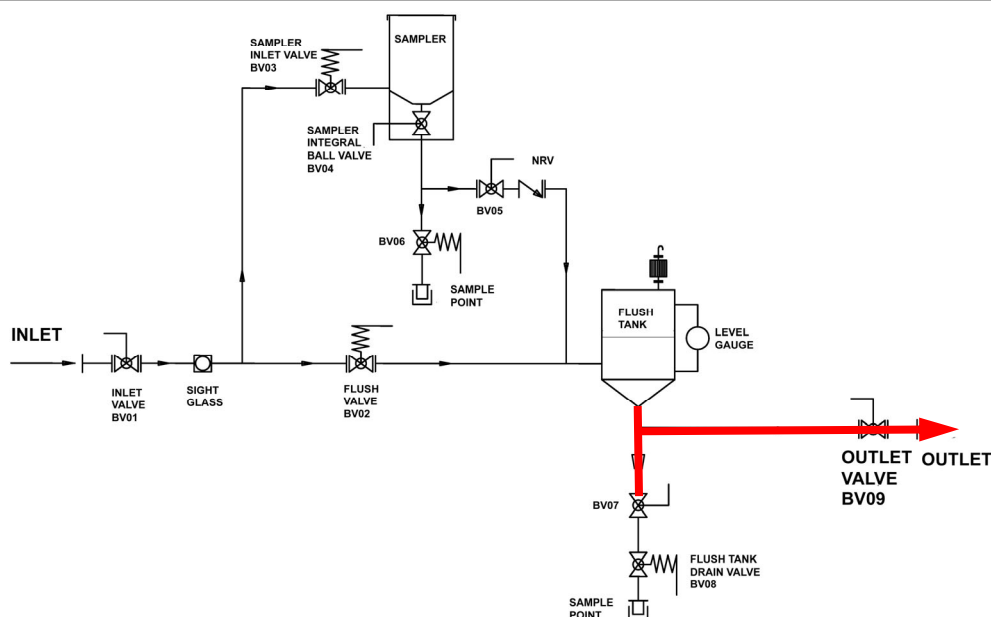 SAMPLER
INLET VALVE
BV03
SAMPLER
SAMPLER
INTEGRAL
BALL VALVE
BV04
NRV
BV05
BV06
SAMPLE
POINT
FLUSH
TANK
LEVEL
GAUGE
INLET
INLET
VALVE
BV01
SIGHT
GLASS
FLUSH
VALVE
BV02
OUTLET
VALVE
BV09
OUTLET
BV07
FLUSH TANK
DRAIN VALVE
BV08
SAMPLE
POINT